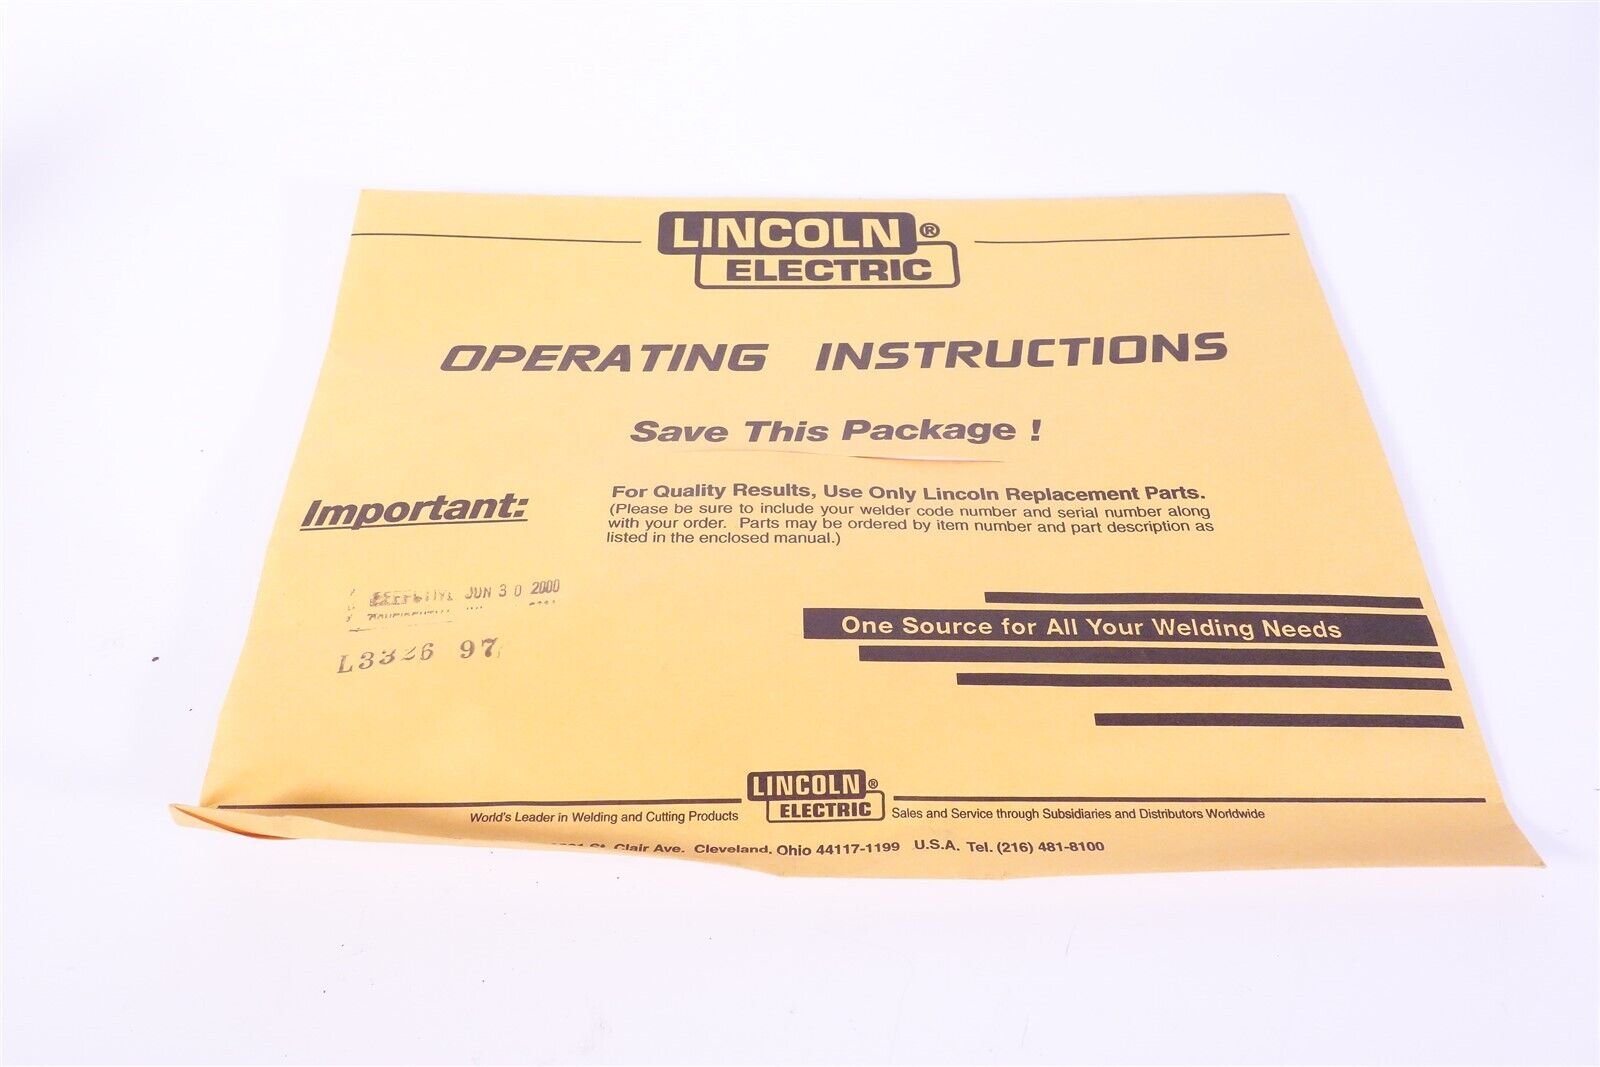 LINCOLN ®
ELECTRIC
OPERATING INSTRUCTIONS
Save This Package !
Important:
For Quality Results, Use Only Lincoln Replacement Parts.
(Please be sure to include your welder code number and serial number along
with your order. Parts may be ordered by item number and part description as
listed in the enclosed manual.)
EFFECTIVE JUN 30 2000
L3326 97
One Source for All Your Welding Needs
LINCOLN ®
ELECTRIC
World's Leader in Welding and Cutting Products
Sales and Service through Subsidiaries and Distributors Worldwide
St. Clair Ave. Cleveland, Ohio 44117-1199 U.S.A. Tel. (216) 481-8100